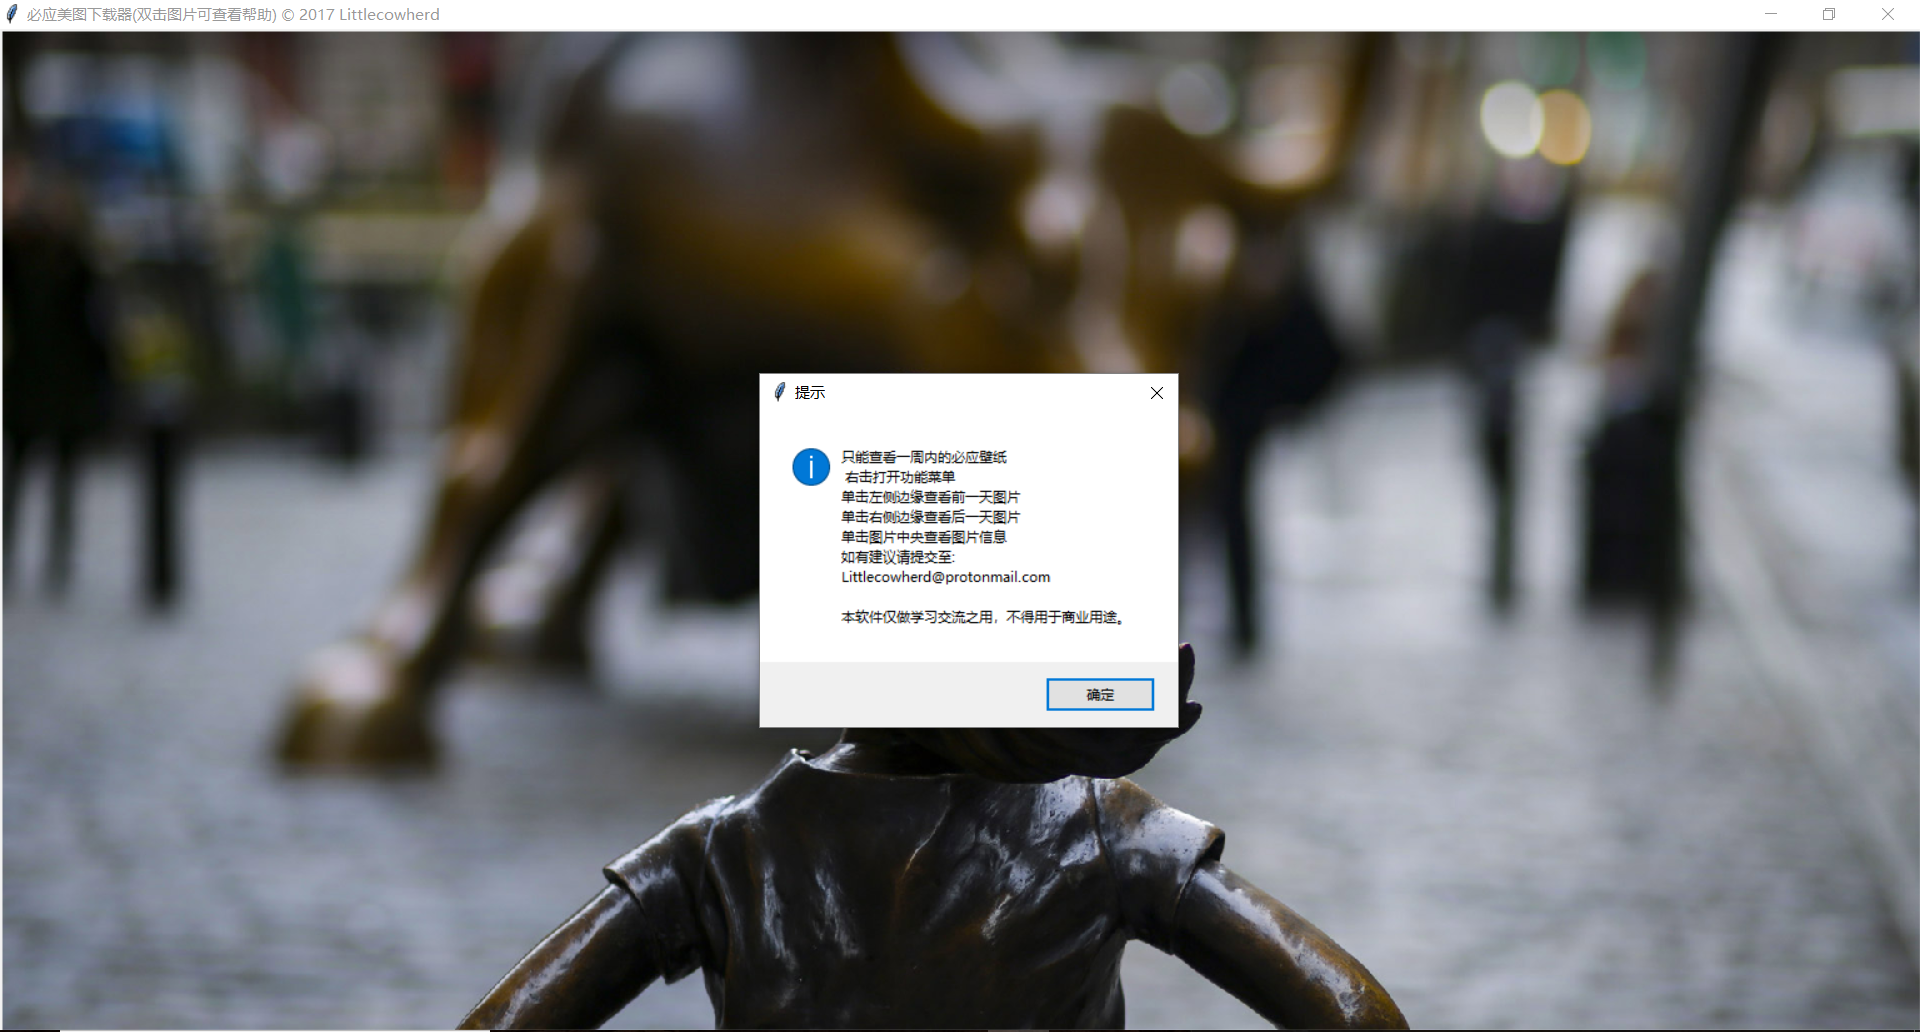 必应美图下载器(双击图片可查看帮助) © 2017 Littlecowherd
提示
只能查看一周内的必应壁纸
右击打开功能菜单
单击左侧边缘查看前一天图片
单击右侧边缘查看后一天图片
单击图片中央查看图片信息
如有建议请提交至:
Littlecowherd@protonmail.com
本软件仅做学习交流之用，不得用于商业用途。
确定